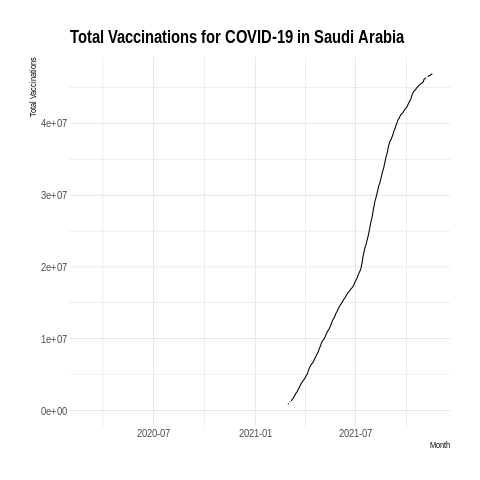 Total Vaccinations for COVID-19 in Saudi Arabia
Total Vaccinations
4e+07
3e+07
2e+07
1e+07
0e+00
2020-07
2021-01
2021-07
Month